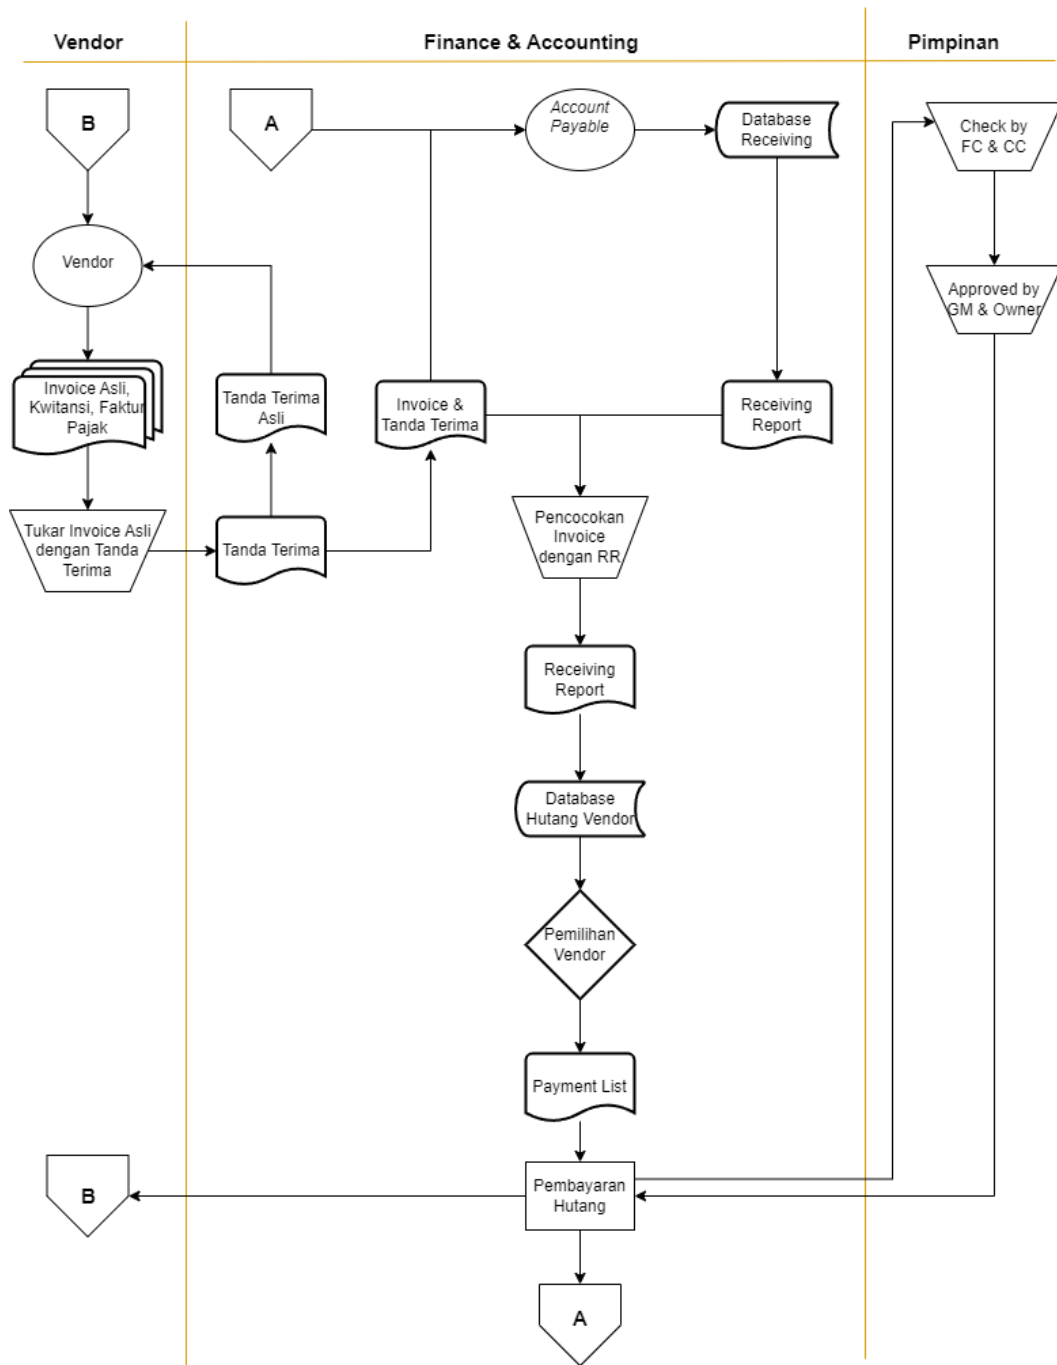 Vendor
Finance & Accounting
Pimpinan
B
A
Account
Payable
Database
Receiving
Check by
FC & CC
Vendor
Approved by
GM & Owner
Invoice Asli,
Kwitansi, Faktur
Pajak
Tanda Terima
Asli
Invoice &
Tanda Terima
Receiving
Report
Tukar Invoice Asli
dengan Tanda
Terima
Tanda Terima
Pencocokan
Invoice
dengan RR
Receiving
Report
Database
Hutang Vendor
Pemilihan
Vendor
Payment List
B
Pembayaran
Hutang
A